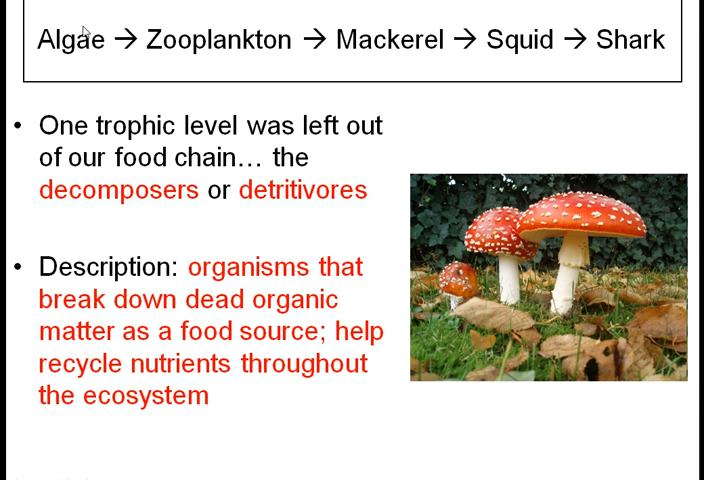 Algae → Zooplankton → Mackerel → Squid → Shark
• One trophic level was left out
of our food chain… the
decomposers or detritivores
• Description: organisms that
break down dead organic
matter as a food source; help
recycle nutrients throughout
the ecosystem